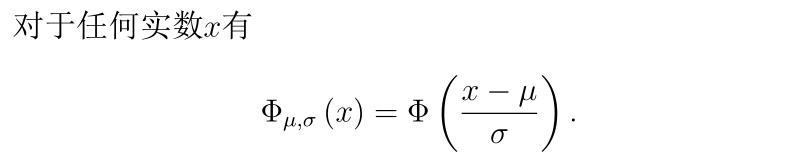 对于任何实数x有
Φ_{μ,σ}(x) = Φ((x − μ)/σ).